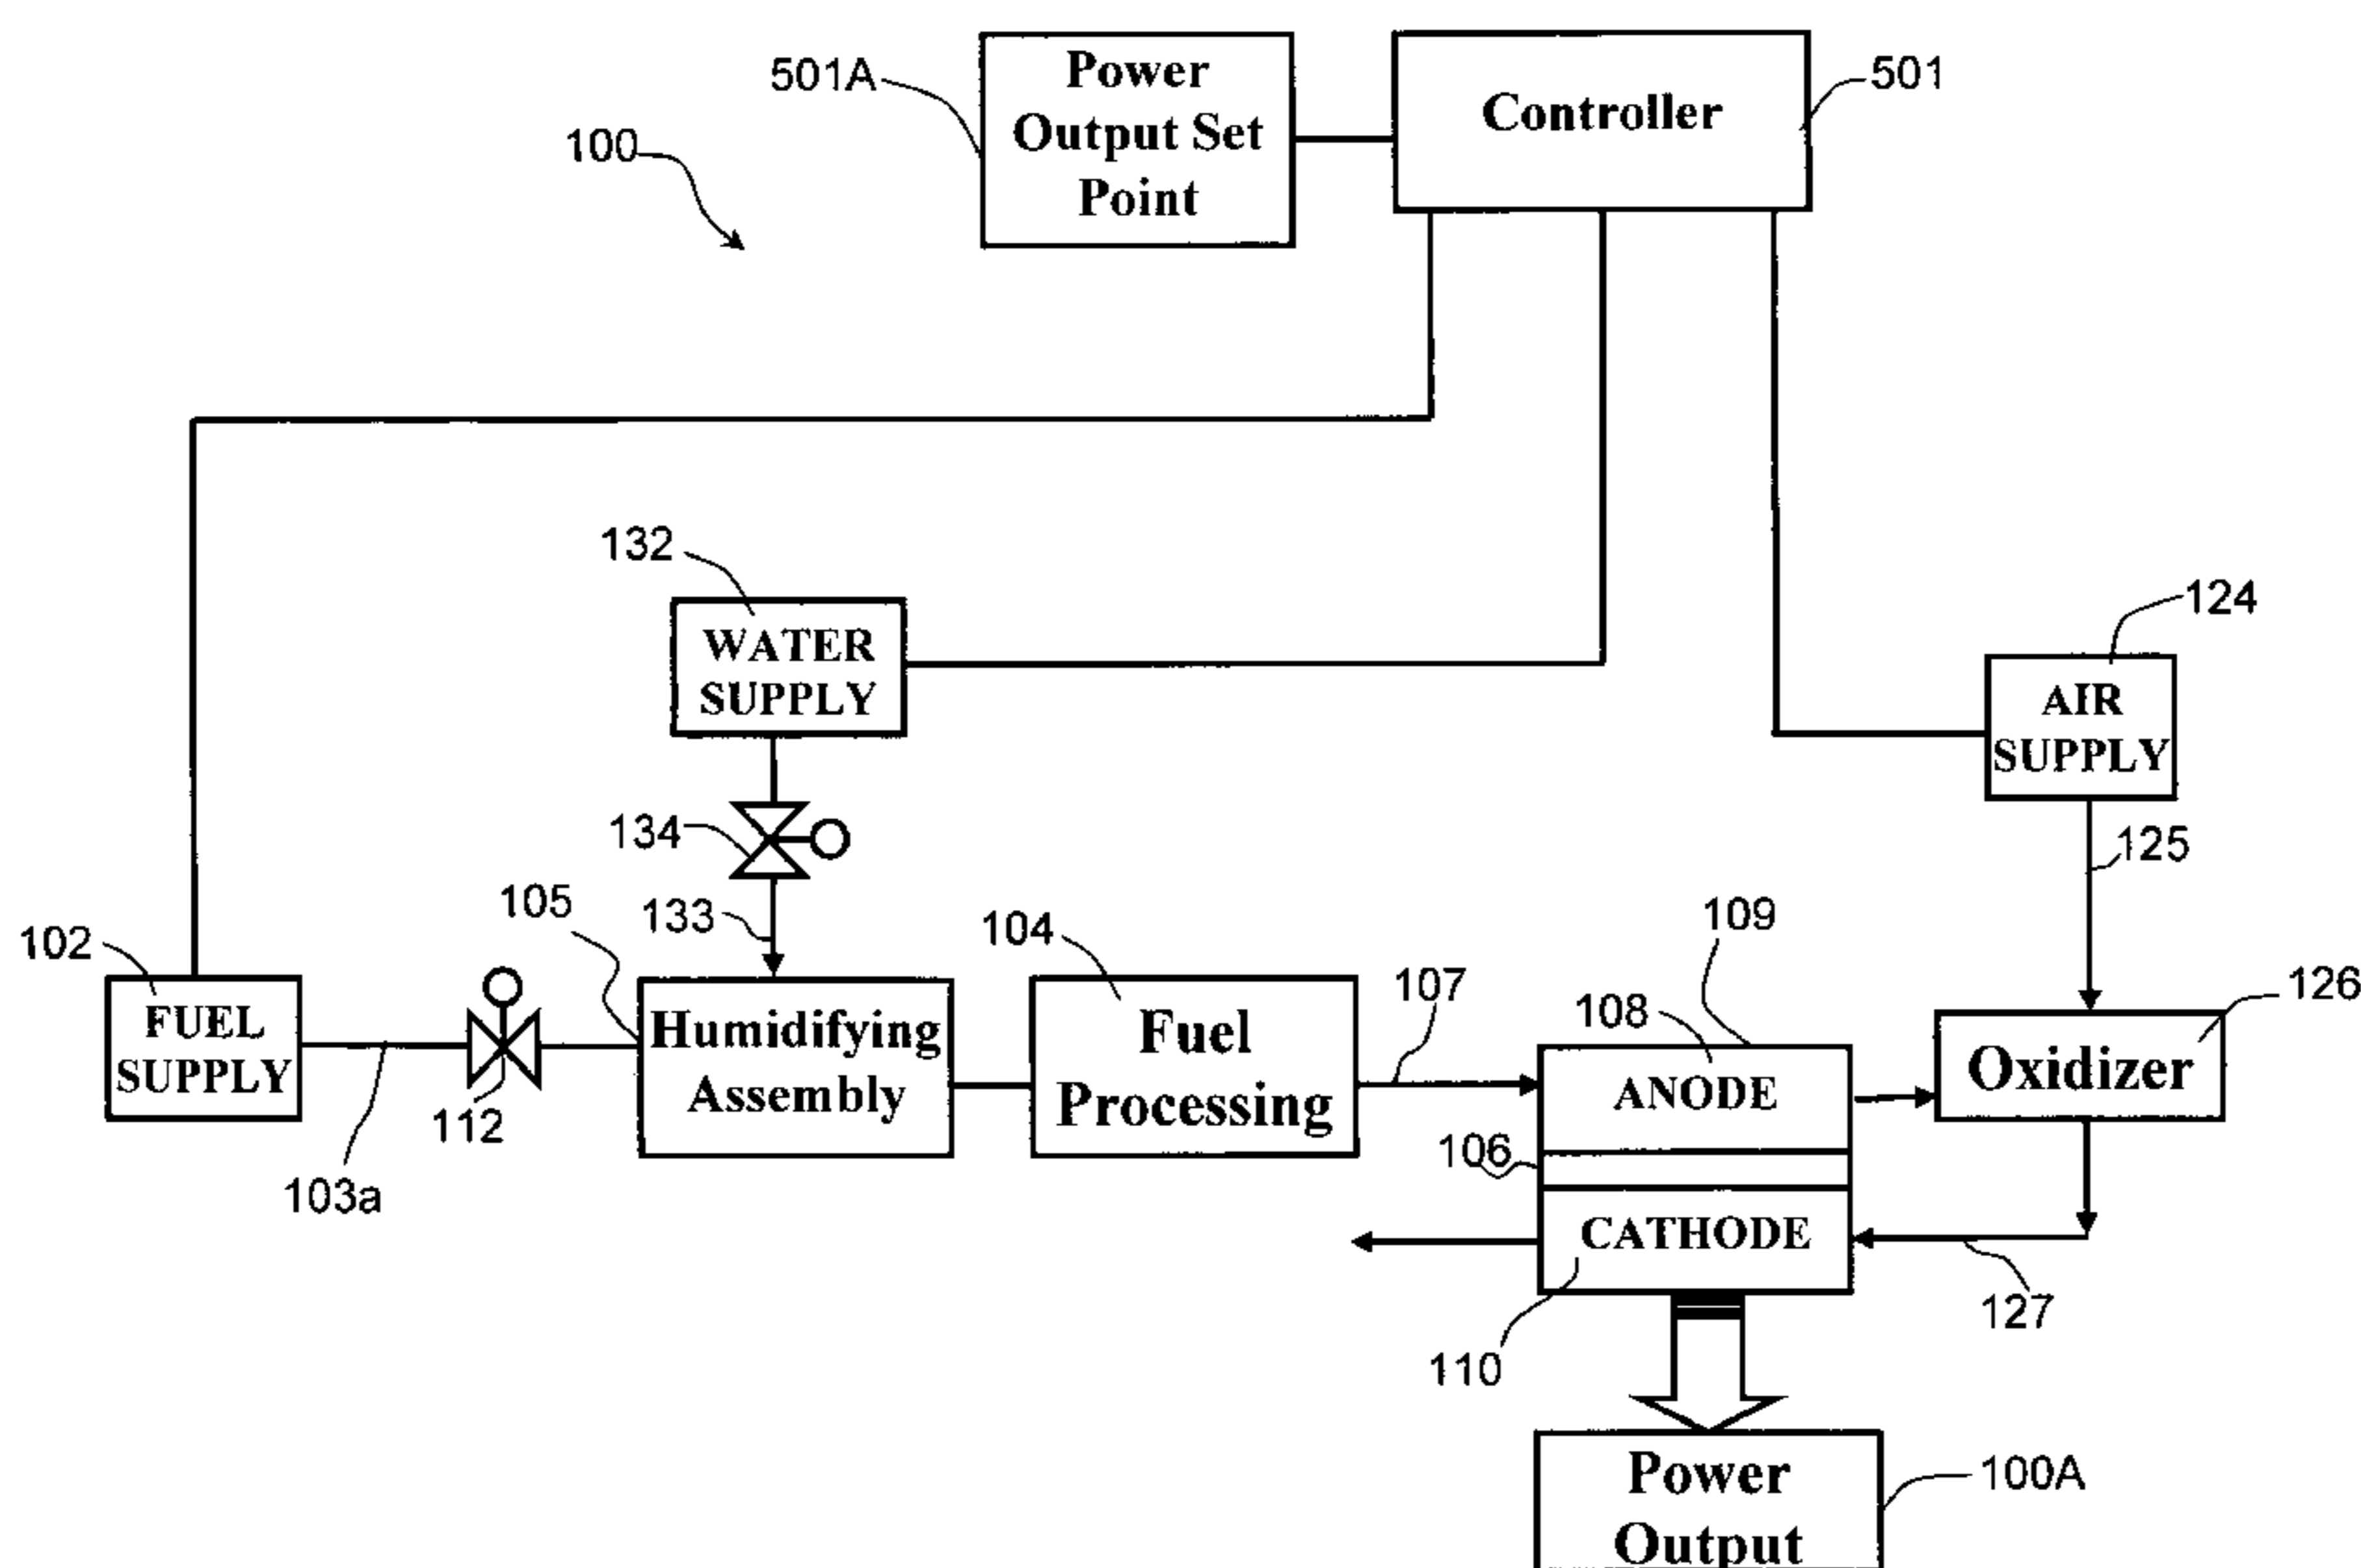 501A
Power
Output Set
Point
Controller
501
100
132
WATER
SUPPLY
124
AIR
SUPPLY
134
125
105
133
104
109
102
FUEL
SUPPLY
112
103a
Humidifying
Assembly
Fuel
Processing
107
108
ANODE
106
CATHODE
110
126
Oxidizer
127
Power
Output
100A